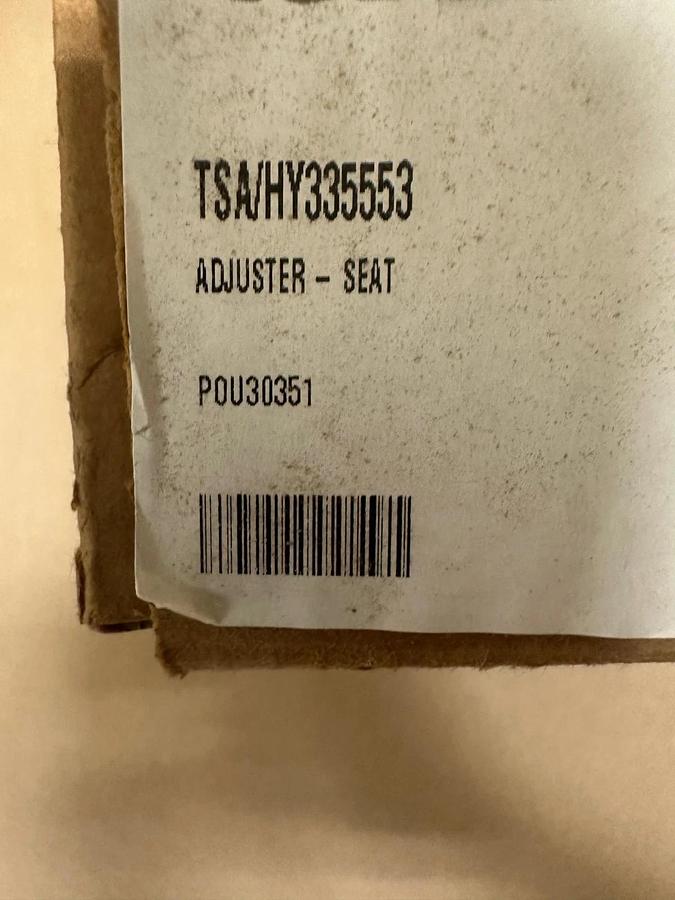 TSA/HY335553
ADJUSTER - SEAT
POU30351